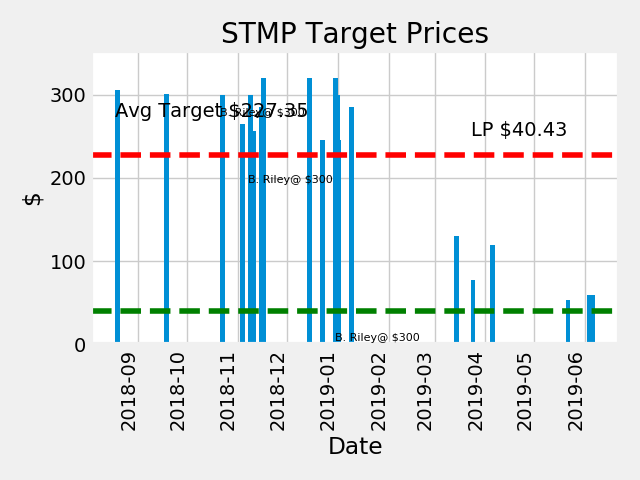 STMP Target Prices
300
200
100
0
$
Avg Target $227.35
B. Riley@ $300
LP $40.43
B. Riley@ $300
B. Riley@ $300
2018-09
2018-10
2018-11
2018-12
2019-01
2019-02
2019-03
2019-04
2019-05
2019-06
Date